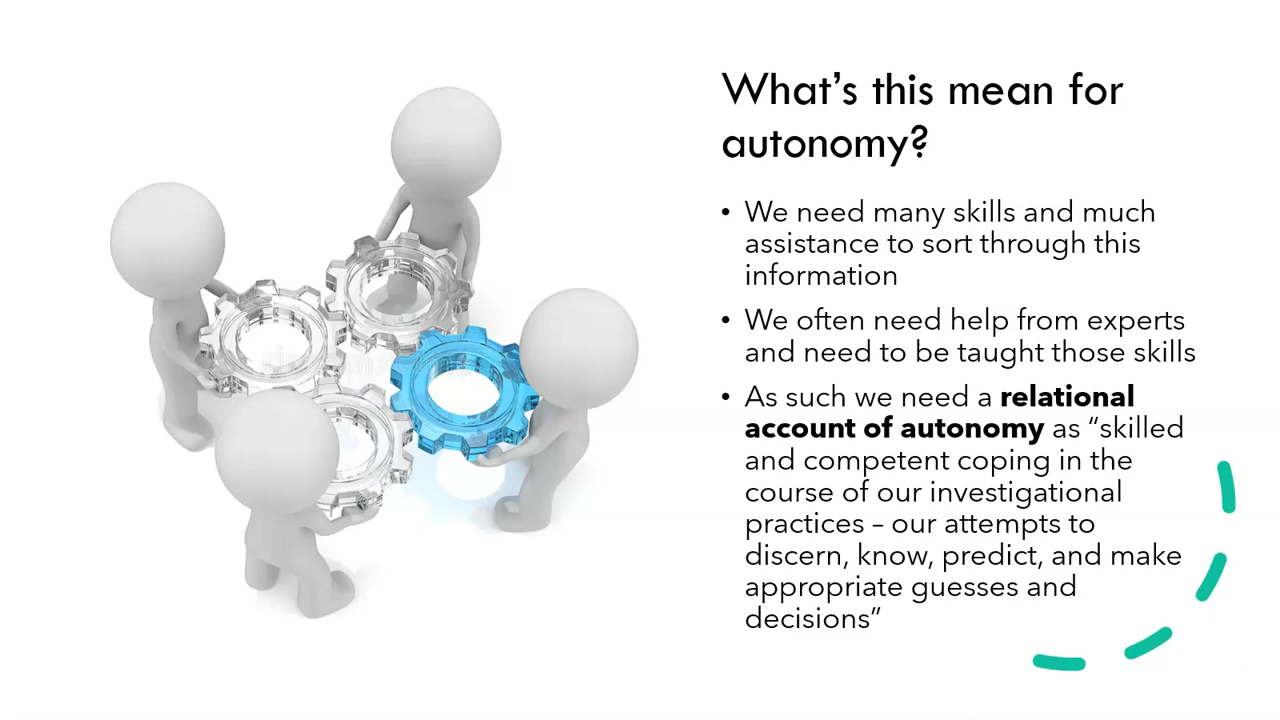 What's this mean for
autonomy?
• We need many skills and much
assistance to sort through this
information
• We often need help from experts
and need to be taught those skills
• As such we need a relational
account of autonomy as “skilled
and competent coping in the
course of our investigational
practices – our attempts to
discern, know, predict, and make
appropriate guesses and
decisions”